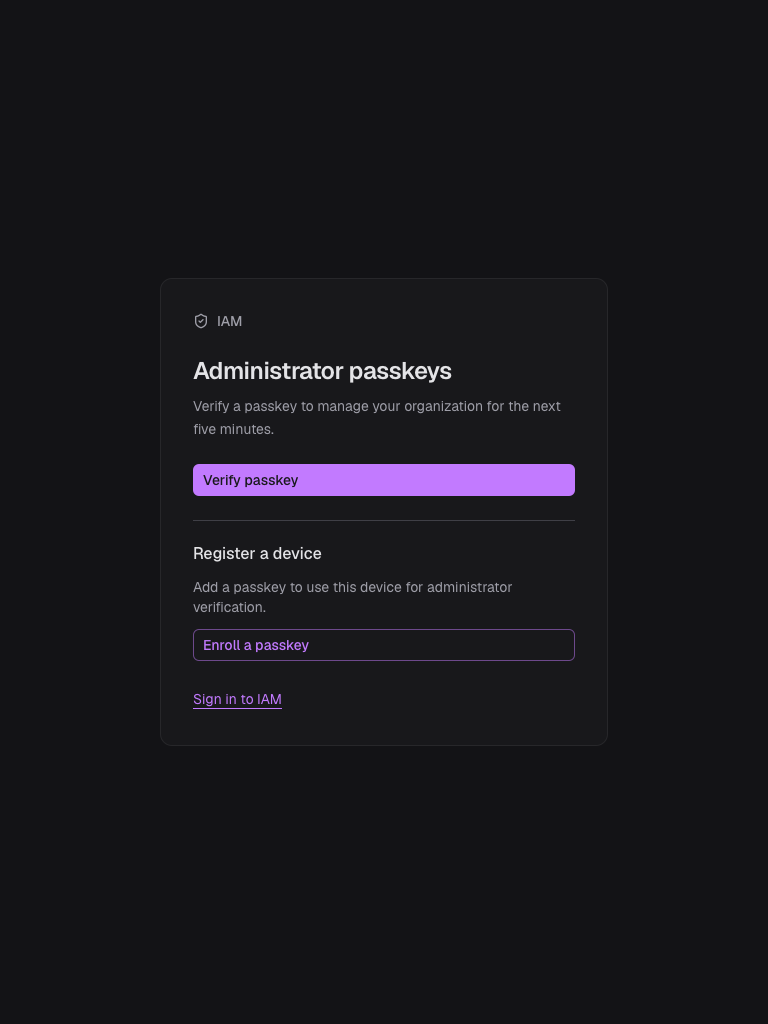 IAM
Administrator passkeys
Verify a passkey to manage your organization for the next
five minutes.
Verify passkey
Register a device
Add a passkey to use this device for administrator
verification.
Enroll a passkey
Sign in to IAM